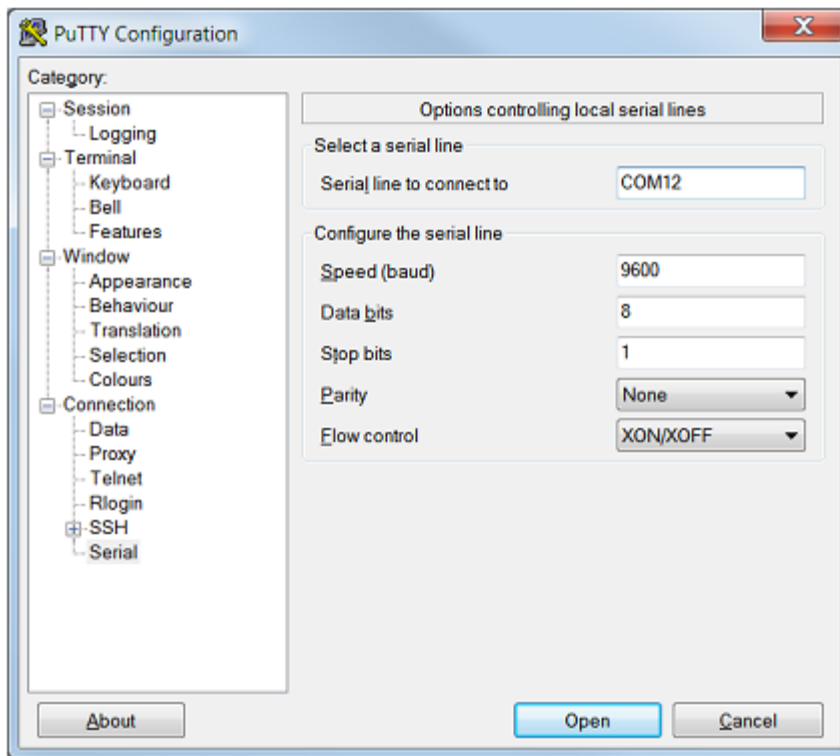 PuTTY Configuration
Category:
Session
Logging
Terminal
Keyboard
Bell
Features
Window
Appearance
Behaviour
Translation
Selection
Colours
Connection
Data
Proxy
Telnet
Rlogin
SSH
Serial
Options controlling local serial lines
Select a serial line
Serial line to connect to COM12
Configure the serial line
Speed (baud) 9600
Data bits 8
Stop bits 1
Parity None
Flow control XON/XOFF
About Open Cancel